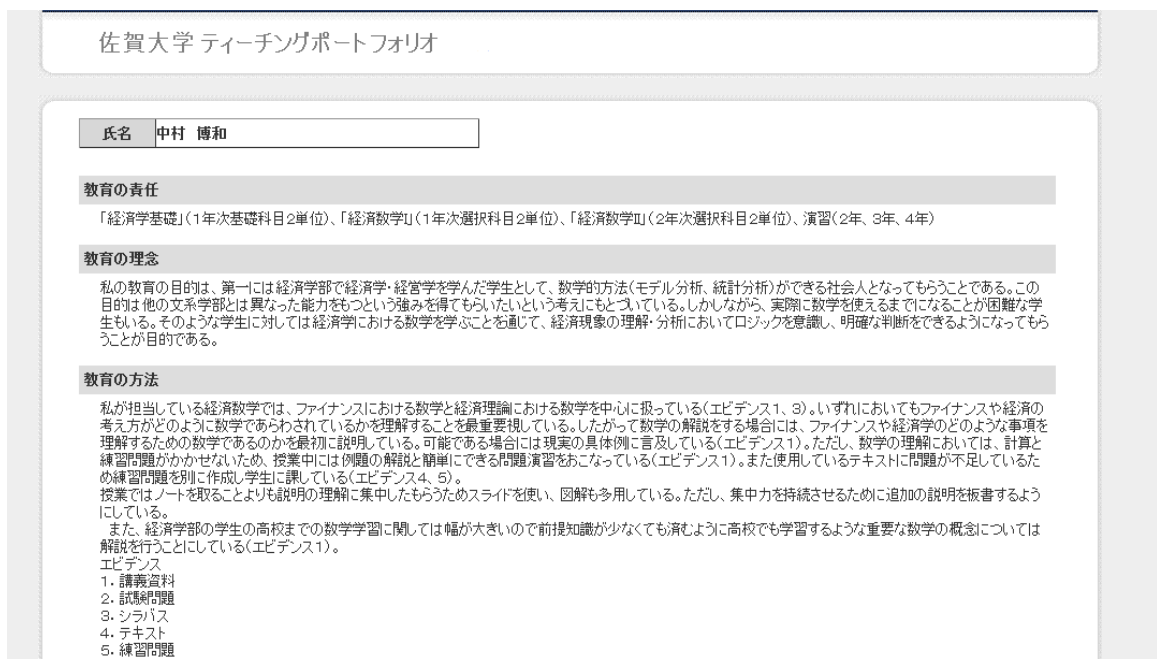 佐賀大学 ティーチングポートフォリオ
氏名 中村 博和
教育の責任
「経済学基礎」(1年次基礎科目2単位)、「経済数学I」(1年次選択科目2単位)、「経済数学II」(2年次選択科目2単位)、演習(2年、3年、4年)
教育の理念
私の教育の目的は、第一には経済学部で経済学・経営学を学んだ学生として、数学的方法(モデル分析、統計分析)ができる社会人となってもらうことである。この
目的は他の文系学部とは異なった能力をもつという強みを得てもらいたいという考えにもとづいている。しかしながら、実際に数学を使えるまでになることが困難な学
生もいる。そのような学生に対しては経済学における数学を学ぶことを通じて、経済現象の理解・分析においてロジックを意識し、明確な判断をできるようになってもら
うことが目的である。
教育の方法
私が担当している経済数学では、ファイナンスにおける数学と経済理論における数学を中心に扱っている(エビデンス1、3)。いずれにおいてもファイナンスや経済の
考え方がどのように数学であらわされているかを理解することを最重要視している。したがって数学の解説をする場合には、ファイナンスや経済学のどのような事項を
理解するための数学であるのかを最初に説明している。可能である場合には現実の具体例に言及している(エビデンス1)。ただし、数学の理解においては、計算と
練習問題がかかせないため、授業中には例題の解説と簡単にできる問題演習をおこなっている(エビデンス1)。また使用しているテキストに問題が不足しているた
め練習問題を別に作成し学生に課している(エビデンス4、5)。
授業ではノートを取ることよりも説明の理解に集中したもらうためスライドを使い、図解も多用している。ただし、集中力を持続させるために追加の説明を板書するよう
にしている。
また、経済学部の学生の高校までの数学学習に関しては幅が大きいので前提知識が少なくても済むように高校でも学習するような重要な数学の概念については
解説を行うことにしている(エビデンス1)。
エビデンス
1. 講義資料
2. 試験問題
3. シラバス
4. テキスト
5. 練習問題